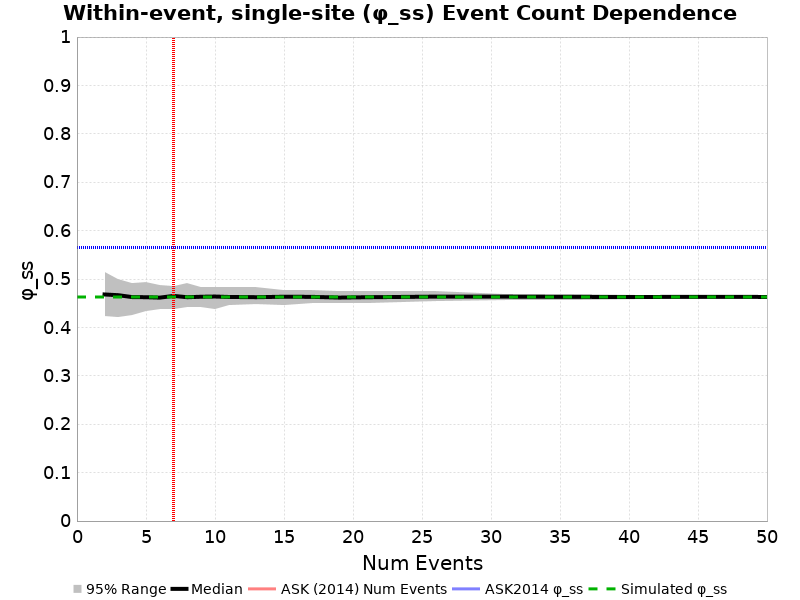 Within-event, single-site (φ_ss) Event Count Dependence
1
0.9
0.8
0.7
0.6
0.5
0.4
0.3
0.2
0.1
0
φ_ss
0 5 10 15 20 25 30 35 40 45 50
Num Events
95% Range Median ASK (2014) Num Events ASK2014 φ_ss Simulated φ_ss